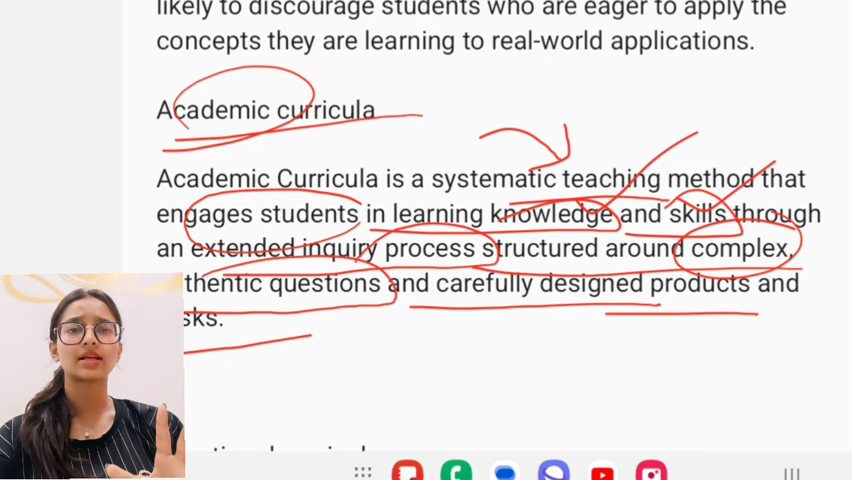 likely to discourage students who are eager to apply the
concepts they are learning to real-world applications.
Academic curricula
Academic Curricula is a systematic teaching method that
engages students in learning knowledge and skills through
an extended inquiry process structured around complex,
thentic questions and carefully designed products and
sks.